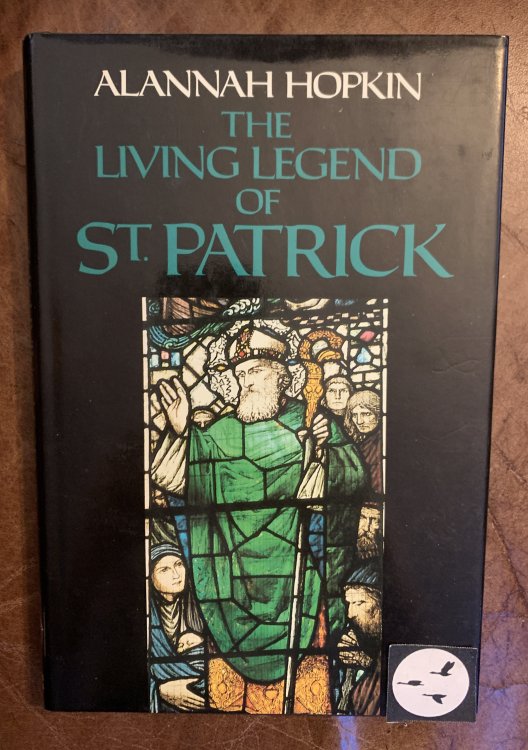 ALANNAH HOPKIN
THE
LIVING LEGEND
OF
ST. PATRICK